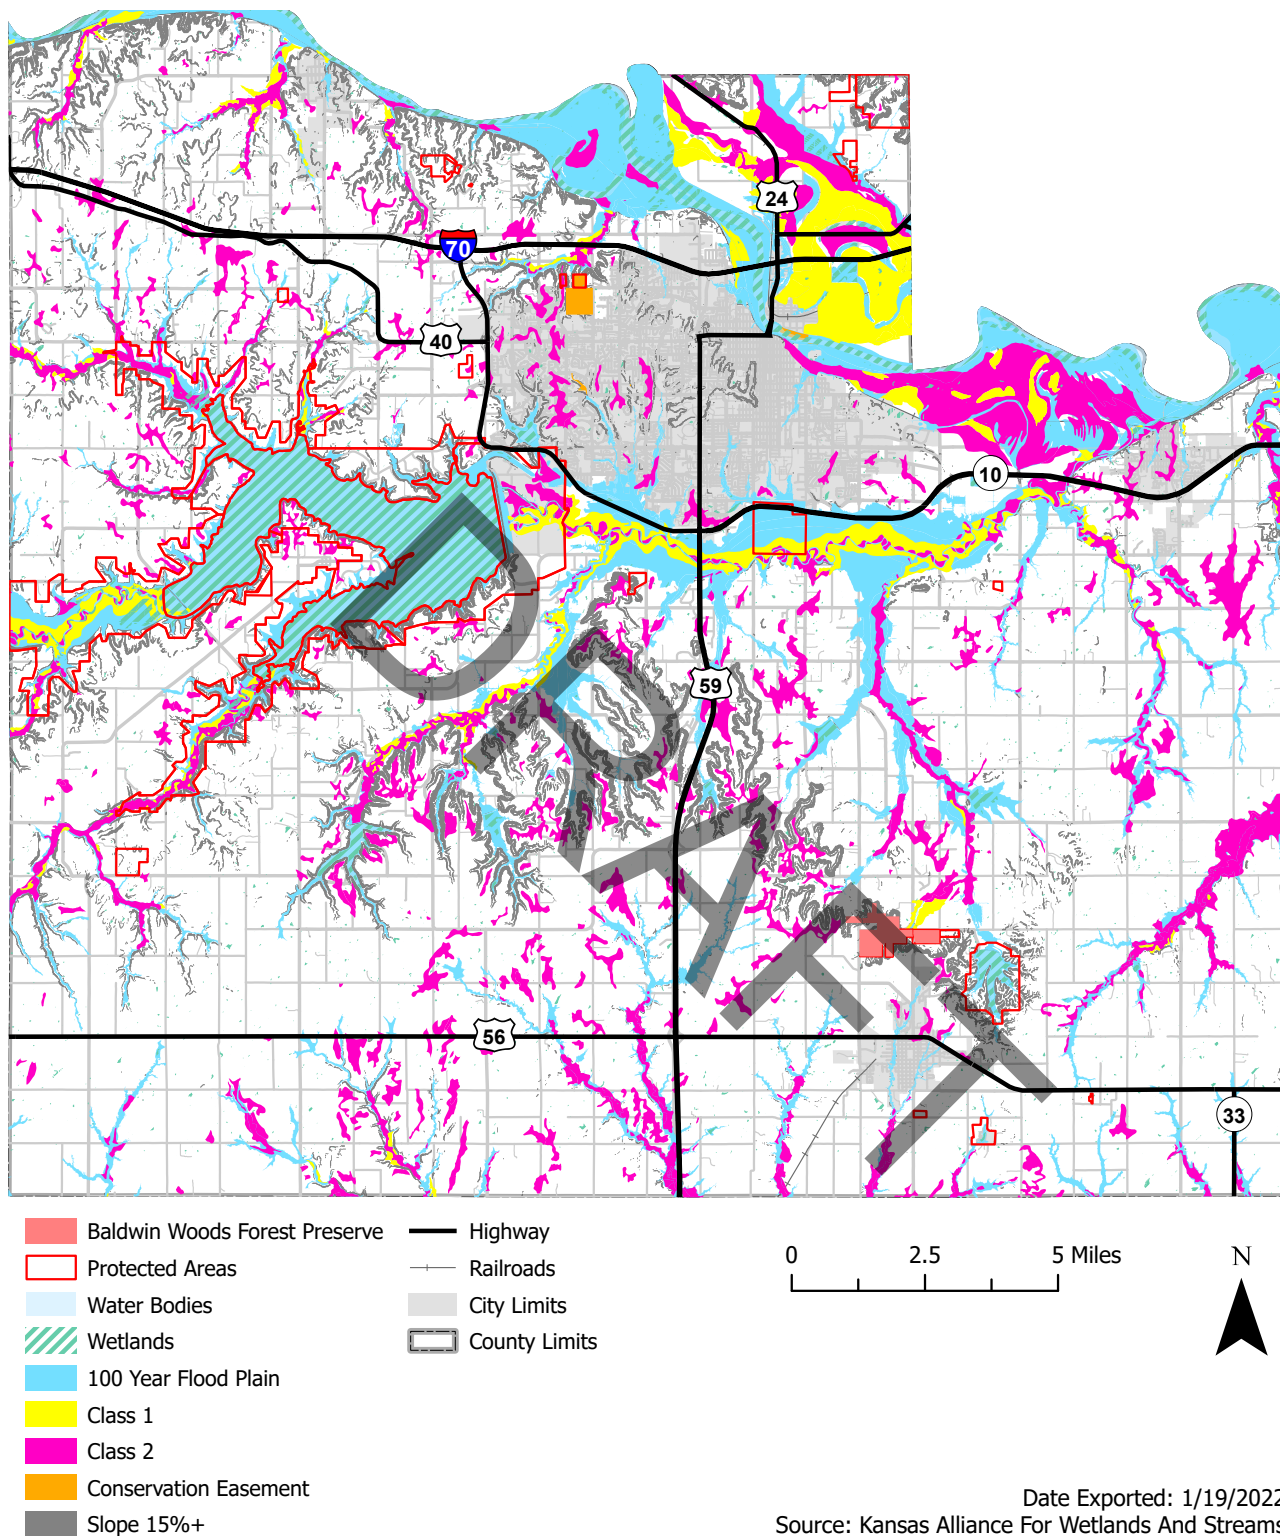 24
70
40
10
59
56
33
DRAFT
Baldwin Woods Forest Preserve
Protected Areas
Water Bodies
Wetlands
100 Year Flood Plain
Class 1
Class 2
Conservation Easement
Slope 15%+
Highway
Railroads
City Limits
County Limits
0 2.5 5 Miles
N
Date Exported: 1/19/2022
Source: Kansas Alliance For Wetlands And Streams